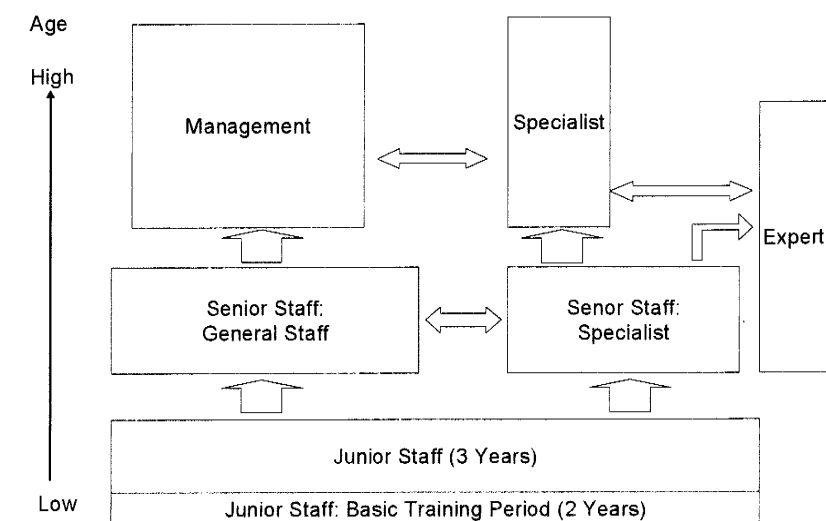 Age
High
Management
Specialist
Expert
Senior Staff:
General Staff
Senor Staff:
Specialist
Junior Staff (3 Years)
Low
Junior Staff: Basic Training Period (2 Years)